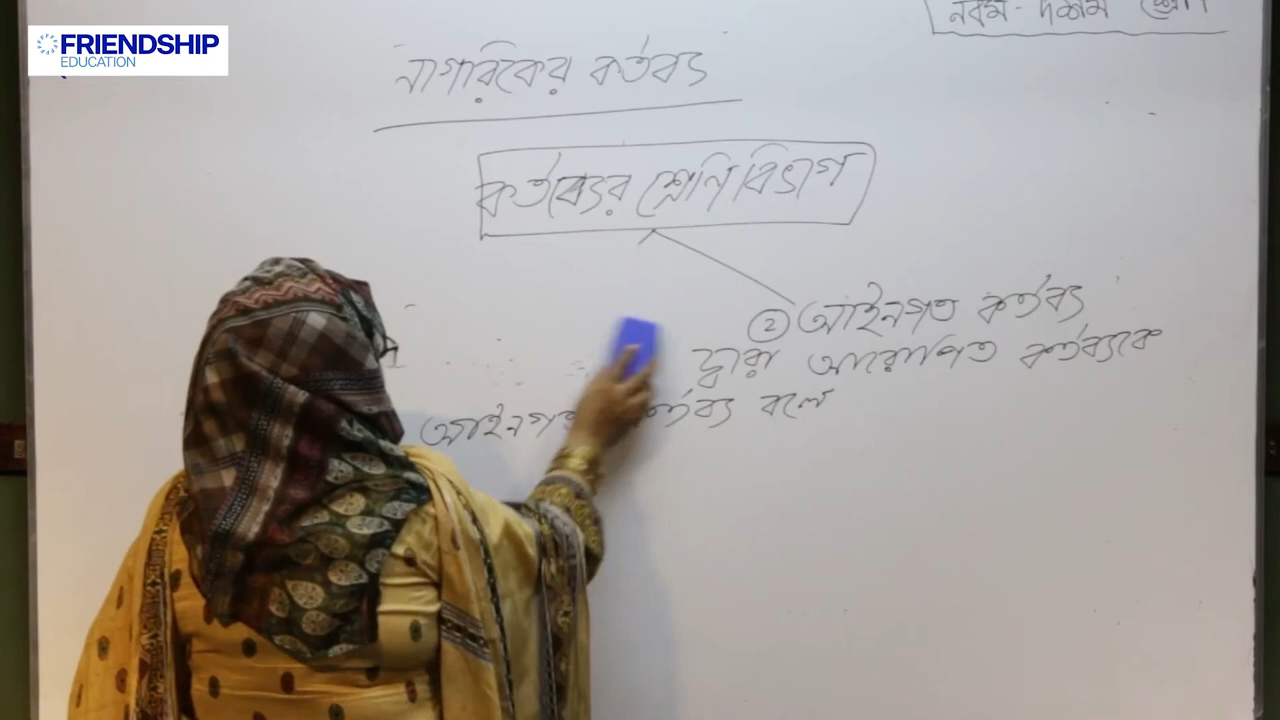 FRIENDSHIP
EDUCATION
নবম - দশম শ্রেণি
নাগরিকের কর্তব্য
কর্তব্যের শ্রেণি বিভাগ
② আইনগত কর্তব্য
দ্বারা আরোপিত কর্তব্যকে
আইনগত কর্তব্য বলে